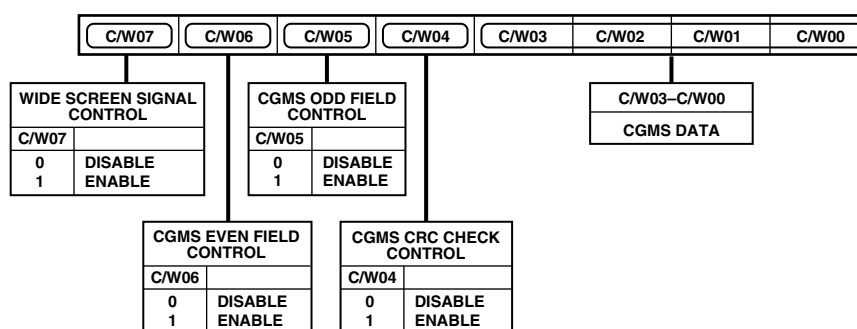 C/W07 C/W06 C/W05 C/W04 C/W03 C/W02 C/W01 C/W00
WIDE SCREEN SIGNAL
CONTROL
C/W07
0 DISABLE
1 ENABLE
CGMS ODD FIELD
CONTROL
C/W05
0 DISABLE
1 ENABLE
C/W03–C/W00
CGMS DATA
CGMS EVEN FIELD
CONTROL
C/W06
0 DISABLE
1 ENABLE
CGMS CRC CHECK
CONTROL
C/W04
0 DISABLE
1 ENABLE